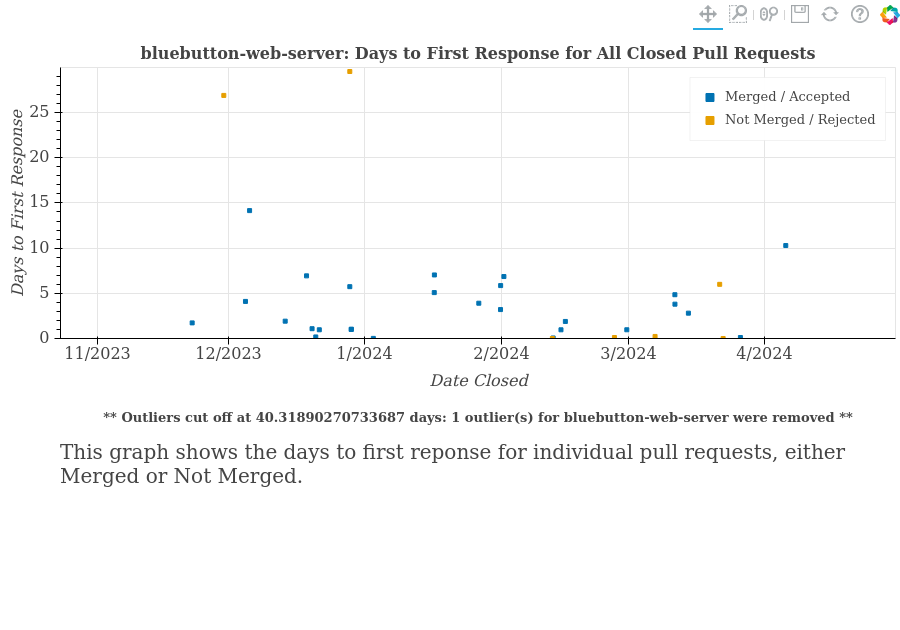 bluebutton-web-server: Days to First Response for All Closed Pull Requests
Merged / Accepted
Not Merged / Rejected
Days to First Response
25
20
15
10
5
0
11/2023
12/2023
1/2024
2/2024
3/2024
4/2024
Date Closed
** Outliers cut off at 40.31890270733687 days: 1 outlier(s) for bluebutton-web-server were removed **
This graph shows the days to first reponse for individual pull requests, either
Merged or Not Merged.